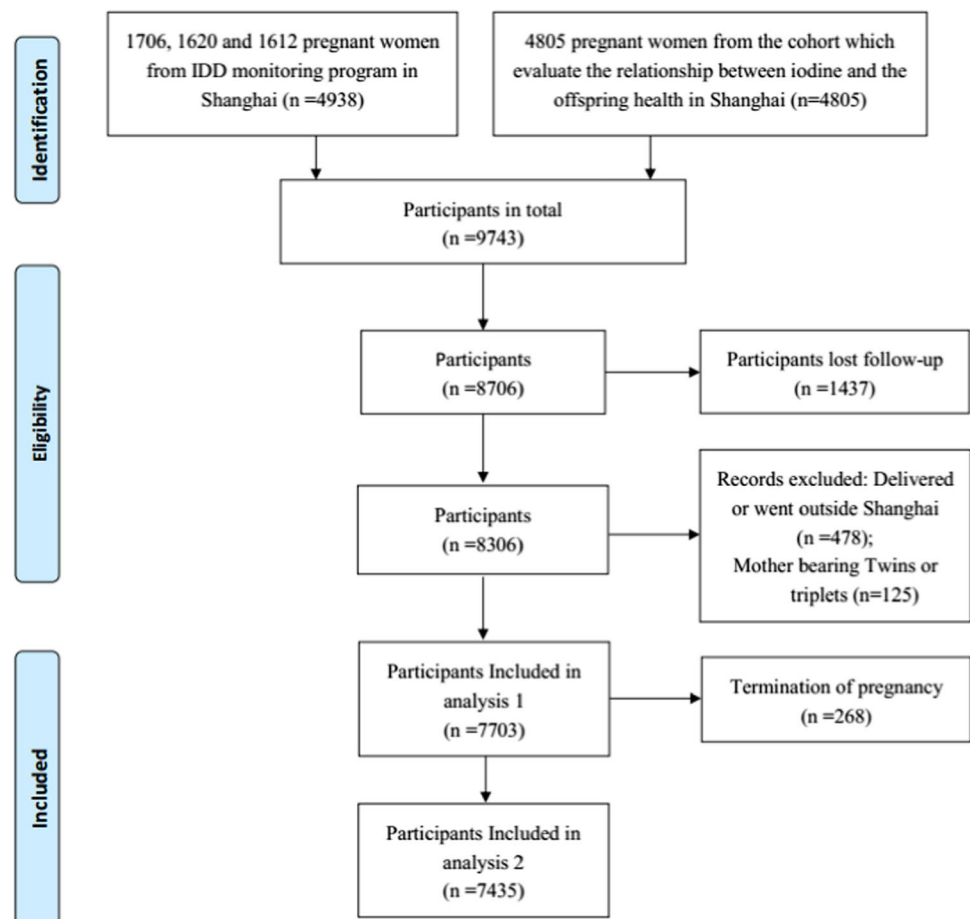 Identification
1706, 1620 and 1612 pregnant women
from IDD monitoring program in
Shanghai (n =4938)
4805 pregnant women from the cohort which
evaluate the relationship between iodine and the
offspring health in Shanghai (n=4805)
Participants in total
(n =9743)
Eligibility
Participants
(n =8706)
Participants lost follow-up
(n =1437)
Participants
(n =8306)
Records excluded: Delivered
or went outside Shanghai
(n =478);
Mother bearing Twins or
triplets (n=125)
Included
Participants Included in
analysis 1
(n =7703)
Termination of pregnancy
(n =268)
Participants Included in
analysis 2
(n =7435)